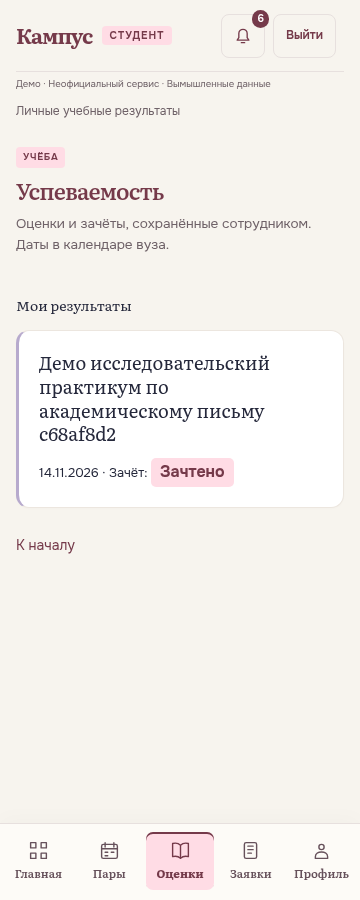 Кампус
СТУДЕНТ
6
Выйти
Демо · Неофициальный сервис · Вымышленные данные
Личные учебные результаты
УЧЁБА
Успеваемость
Оценки и зачёты, сохранённые сотрудником.
Даты в календаре вуза.
Мои результаты
Демо исследовательский
практикум по
академическому письму
c68af8d2
14.11.2026 · Зачёт: Зачтено
К началу
Главная
Пары
Оценки
Заявки
Профиль